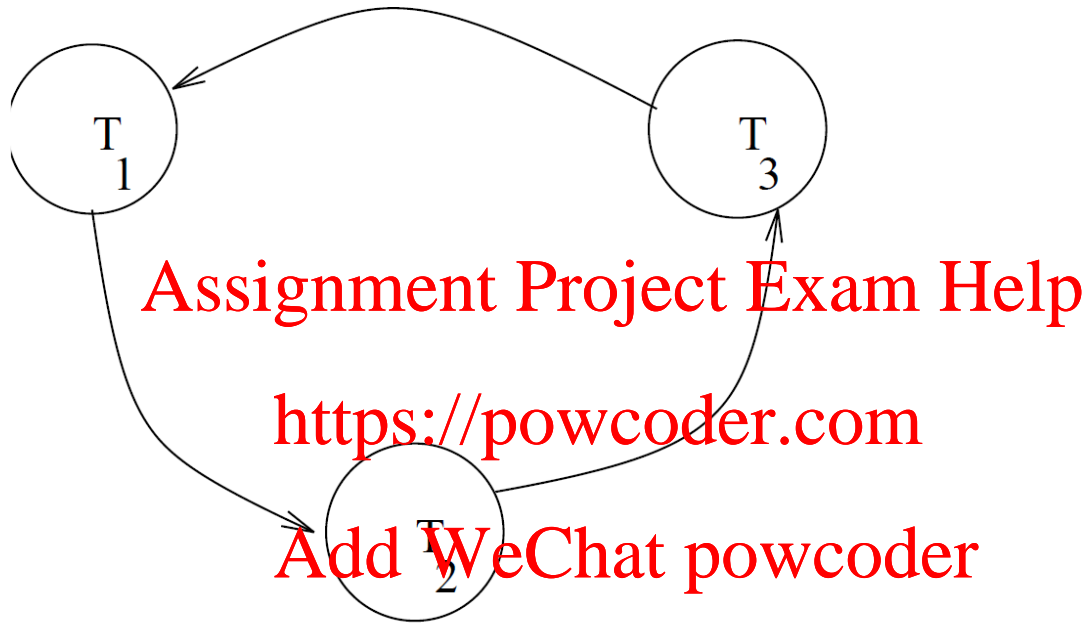 T1
T3
Assignment Project Exam Help
https://powcoder.com
T2
Add WeChat powcoder